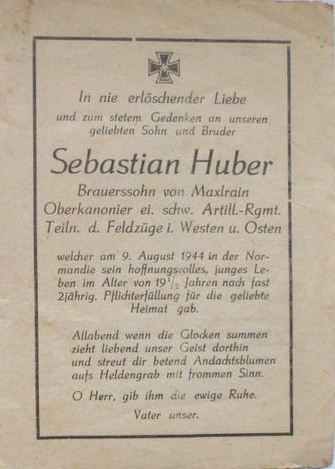 In nie erlöschender Liebe
und zum stetem Gedenken an unseren
geliebten Sohn und Bruder
Sebastian Huber
Brauerssohn von Maxlrain
Oberkanonier ei. schw. Artill.-Rgmt.
Teiln. d. Feldzüge i. Westen u. Osten
welcher am 9. August 1944 in der Nor-
mandie sein hoffnungsvolles, junges Le-
ben im Alter von 19 1/2 Jahren nach fast
2jährig. Pflichterfüllung für die geliebte
Heimat gab.
Allabend wenn die Glocken summen
zieht liebend unser Geist dorthin
und streut dir betend Andachtsblumen
aufs Heldengrab mit frommen Sinn.
O Herr, gib ihm die ewige Ruhe.
Vater unser.